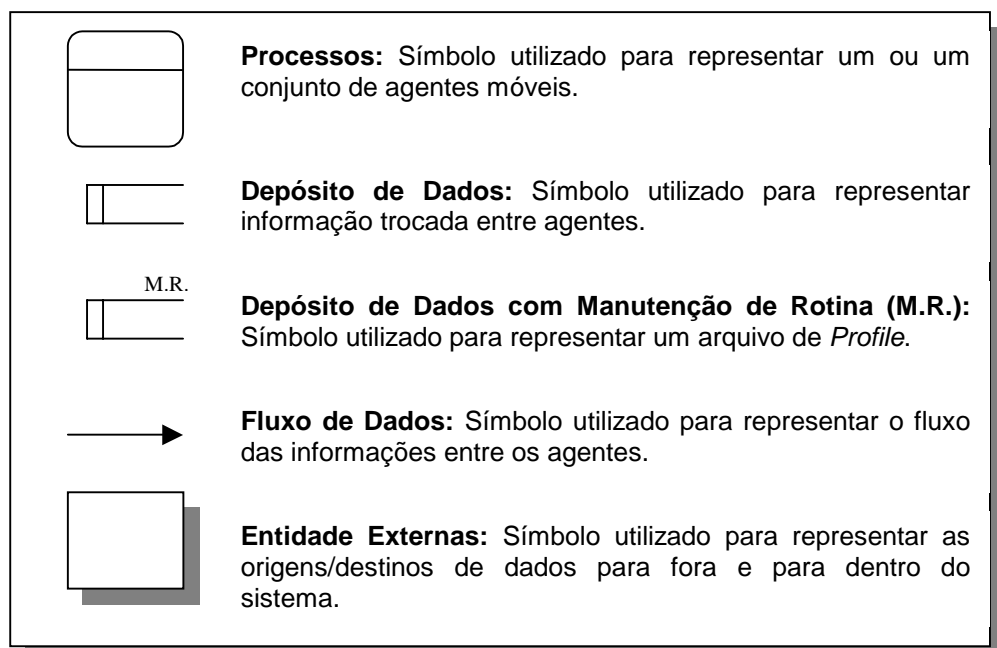 Processos: Símbolo utilizado para representar um ou um
conjunto de agentes móveis.
Depósito de Dados: Símbolo utilizado para representar
informação trocada entre agentes.
M.R.
Depósito de Dados com Manutenção de Rotina (M.R.):
Símbolo utilizado para representar um arquivo de Profile.
Fluxo de Dados: Símbolo utilizado para representar o fluxo
das informações entre os agentes.
Entidade Externas: Símbolo utilizado para representar as
origens/destinos de dados para fora e para dentro do
sistema.